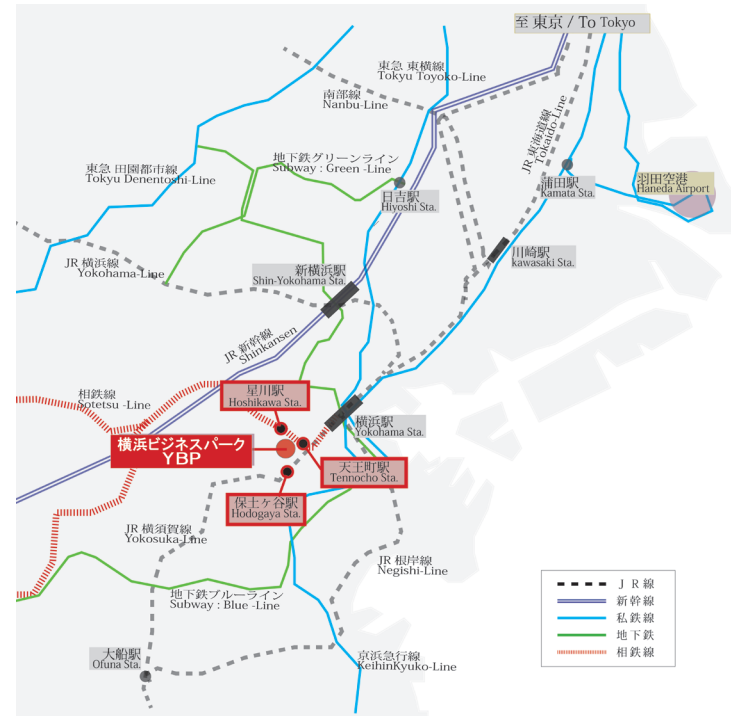 至 東京 / To Tokyo
東急 東横線
Tokyu Toyoko-Line
南部線
Nanbu-Line
JR 東海道線
Tokaido-Line
東急 田園都市線
Tokyu Denentoshi-Line
地下鉄グリーンライン
Subway : Green -Line
日吉駅
Hiyoshi Sta.
蒲田駅
Kamata Sta.
羽田空港
Haneda Airport
JR 横浜線
Yokohama-Line
新横浜駅
Shin-Yokohama Sta.
川崎駅
kawasaki Sta.
JR 新幹線
Shinkansen
相鉄線
Sotetsu -Line
星川駅
Hoshikawa Sta.
横浜駅
Yokohama Sta.
横浜ビジネスパーク
YBP
天王町駅
Tennocho Sta.
保土ヶ谷駅
Hodogaya Sta.
JR 横須賀線
Yokosuka-Line
JR 根岸線
Negishi-Line
地下鉄ブルーライン
Subway : Blue -Line
大船駅
Ofuna Sta.
京浜急行線
KeihinKyuko-Line
JR線
新幹線
私鉄線
地下鉄
相鉄線